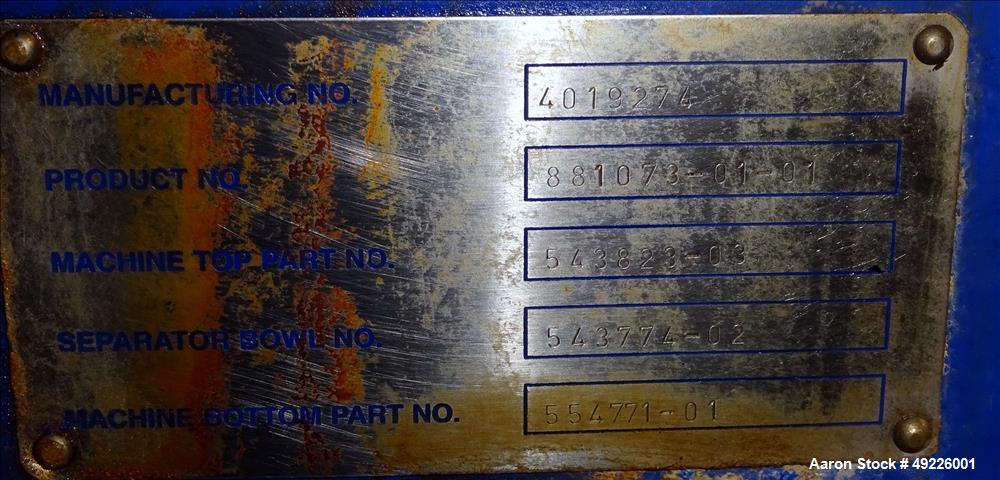 MANUFACTURING NO. 4019274
PRODUCT NO. 881073-01-01
MACHINE TOP PART NO. 543823-03
SEPARATOR BOWL NO. 543774-02
MACHINE BOTTOM PART NO. 554771-01
Aaron Stock # 49226001